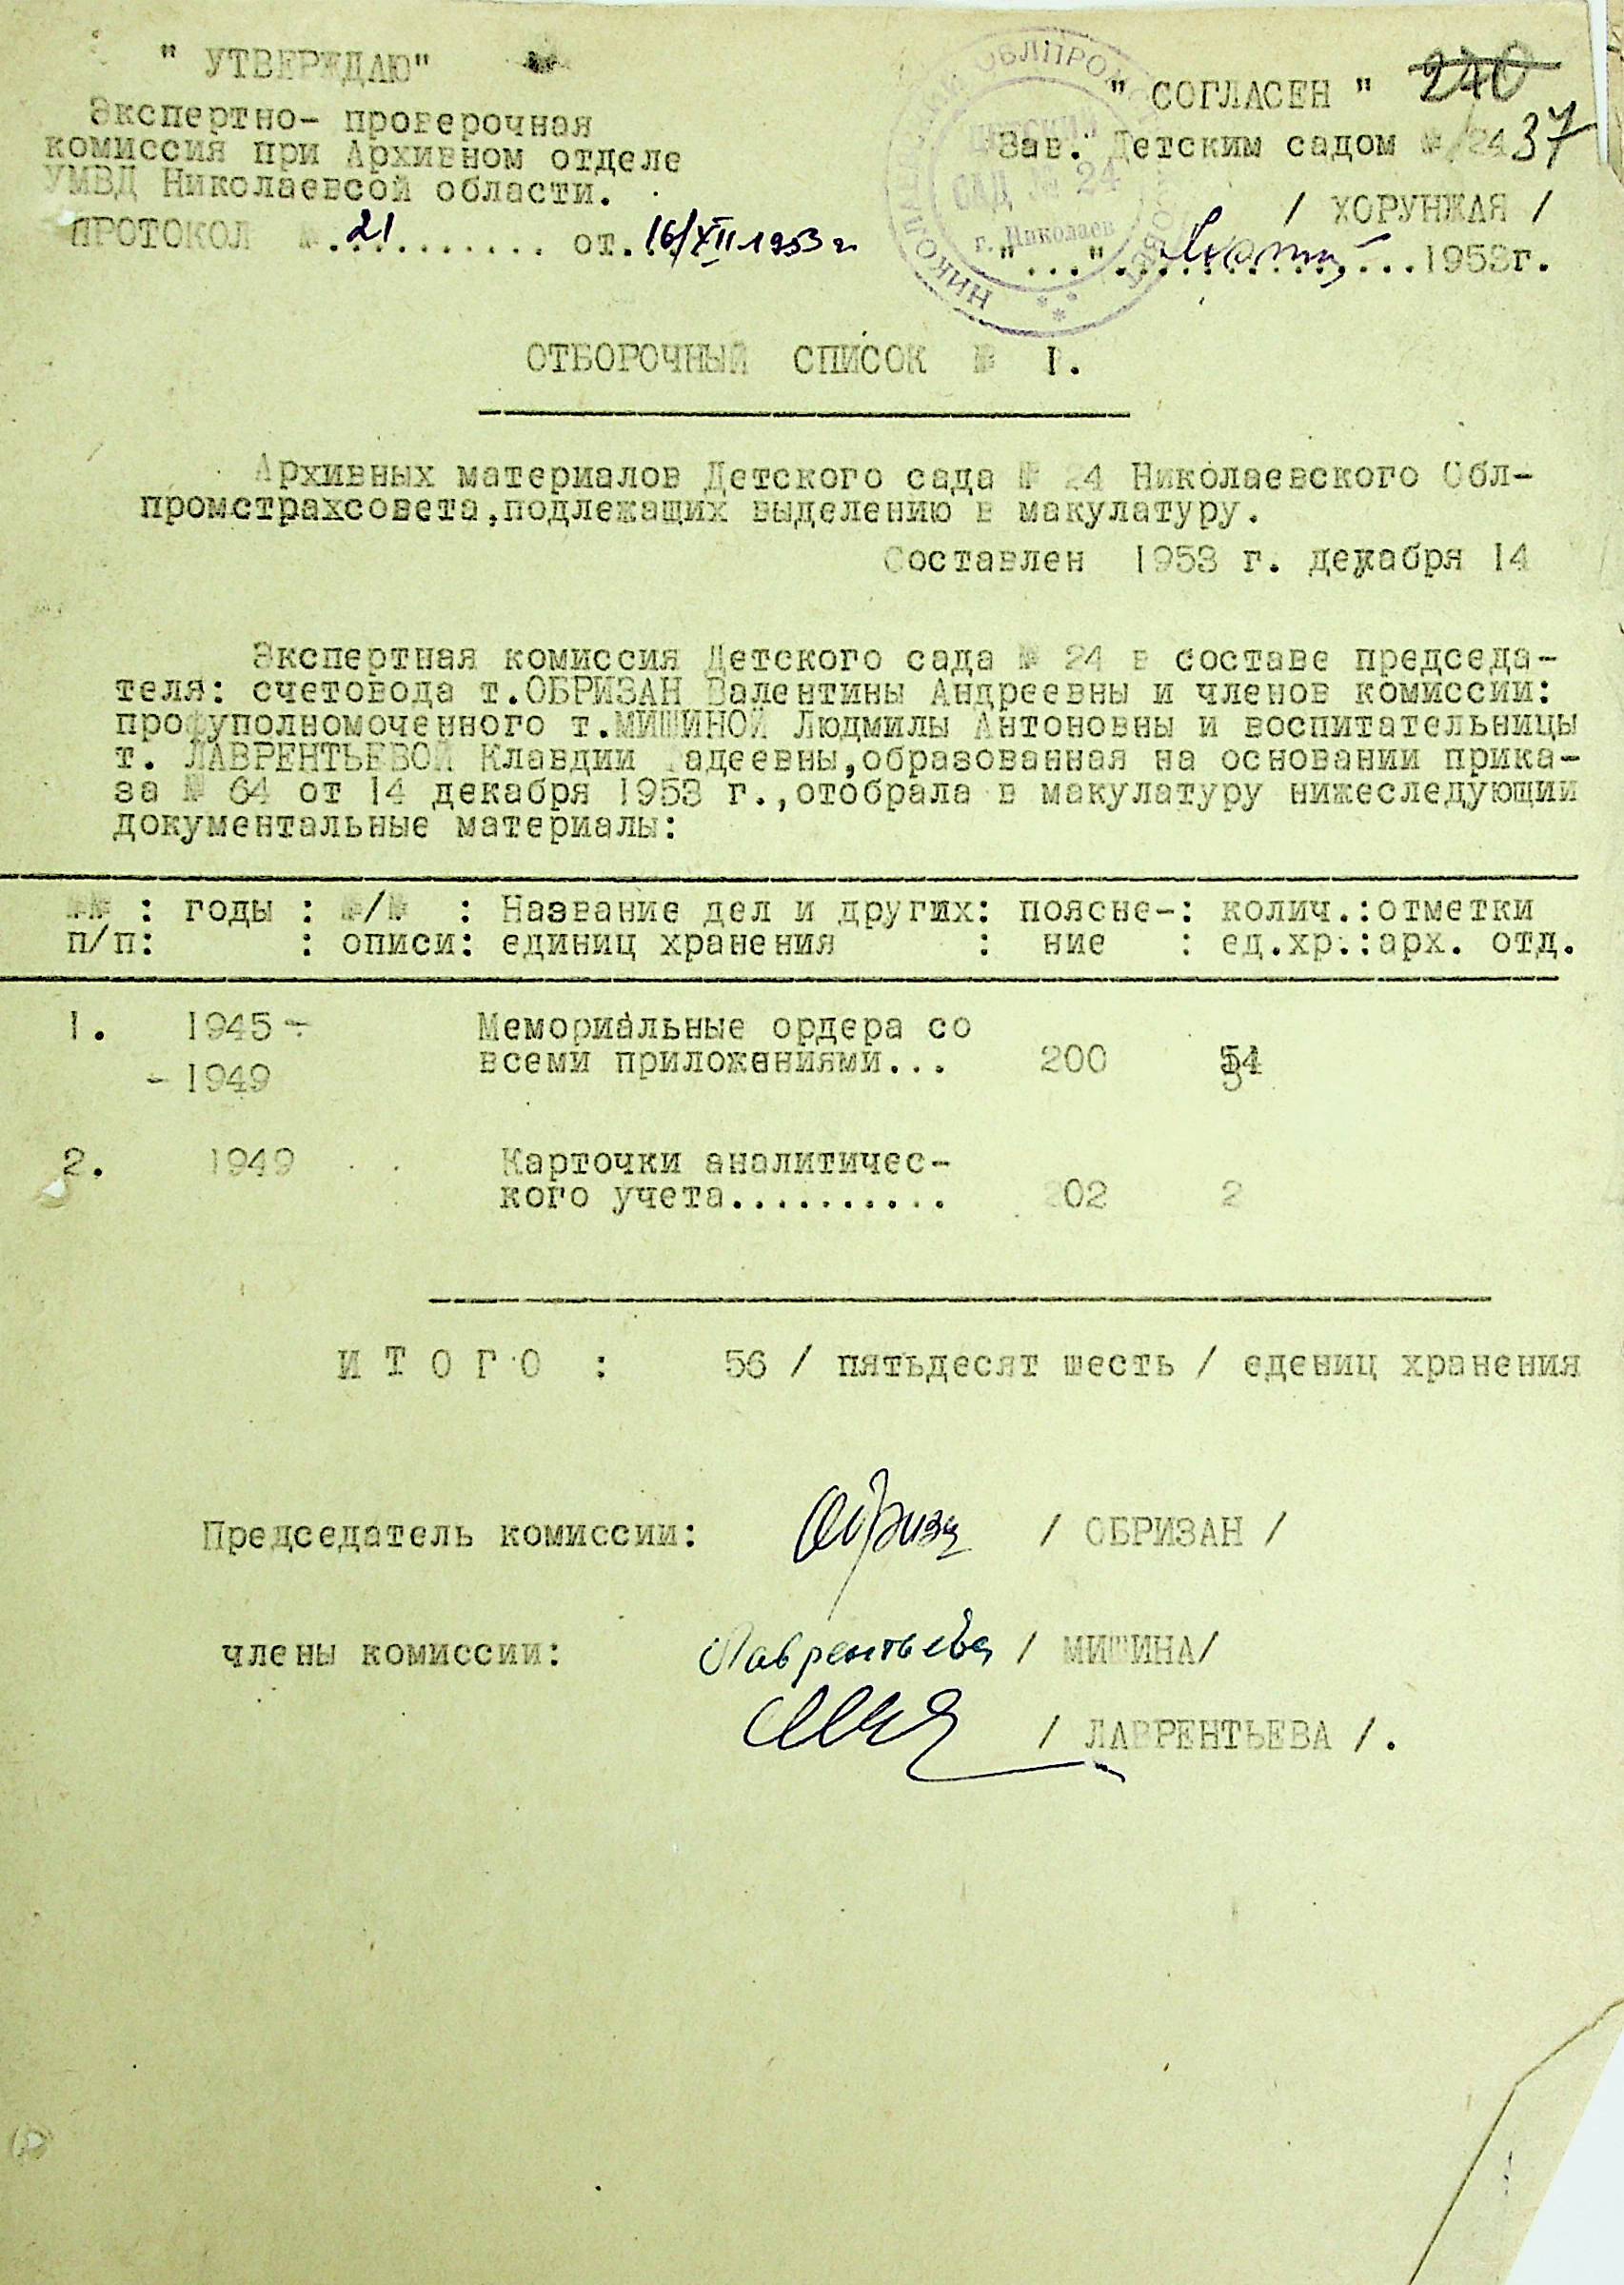 " УТВЕРЖДАЮ"
Экспертно- проверочная
комиссия при Архивном отделе
УМВД Николаевсой области.
ПРОТОКОЛ №.21......... от.16/XII-1953 г.
240
" СОГЛАСЕН "
Зав. Детским садом № 24
37
/ ХОРУНЖАЯ /
"..."..............1953г.
САД № 24
г. Николаев
ОТБОРОЧНЫЙ СПИСОК № 1.
Архивных материалов Детского сада № 24 Николаевского Обл-
промстрахсовета,подлежащих выделению в макулатуру.
Составлен 1953 г. декабря 14
Экспертная комиссия Детского сада № 24 в составе председа-
теля: счетовода т.ОБРИЗАН Валентины Андреевны и членов комиссии:
профуполномоченного т.МИШИНОЙ Людмилы Антоновны и воспитательницы
т. ЛАВРЕНТЬЕВОЙ Клавдии адеевны,образованная на основании прика-
за № 64 от 14 декабря 1953 г.,отобрала в макулатуру нижеследующии
документальные материалы:
№№ : годы : №/№ : Название дел и других: поясне-: колич.:отметки
п/п: : описи: единиц хранения : ние : ед.хр.:арх. отд.
1. 1945 - Мемориальные ордера со
всеми приложениями... 200 54
- 1949
2. 1949 Карточки аналитичес-
кого учета.......... 202 2
И Т О Г О : 56 / пятьдесят шесть / едениц хранения
Председатель комиссии: Обризан / ОБРИЗАН /
члены комиссии: Лаврентьева / МИШИНА/
/ ЛАВРЕНТЬЕВА /.